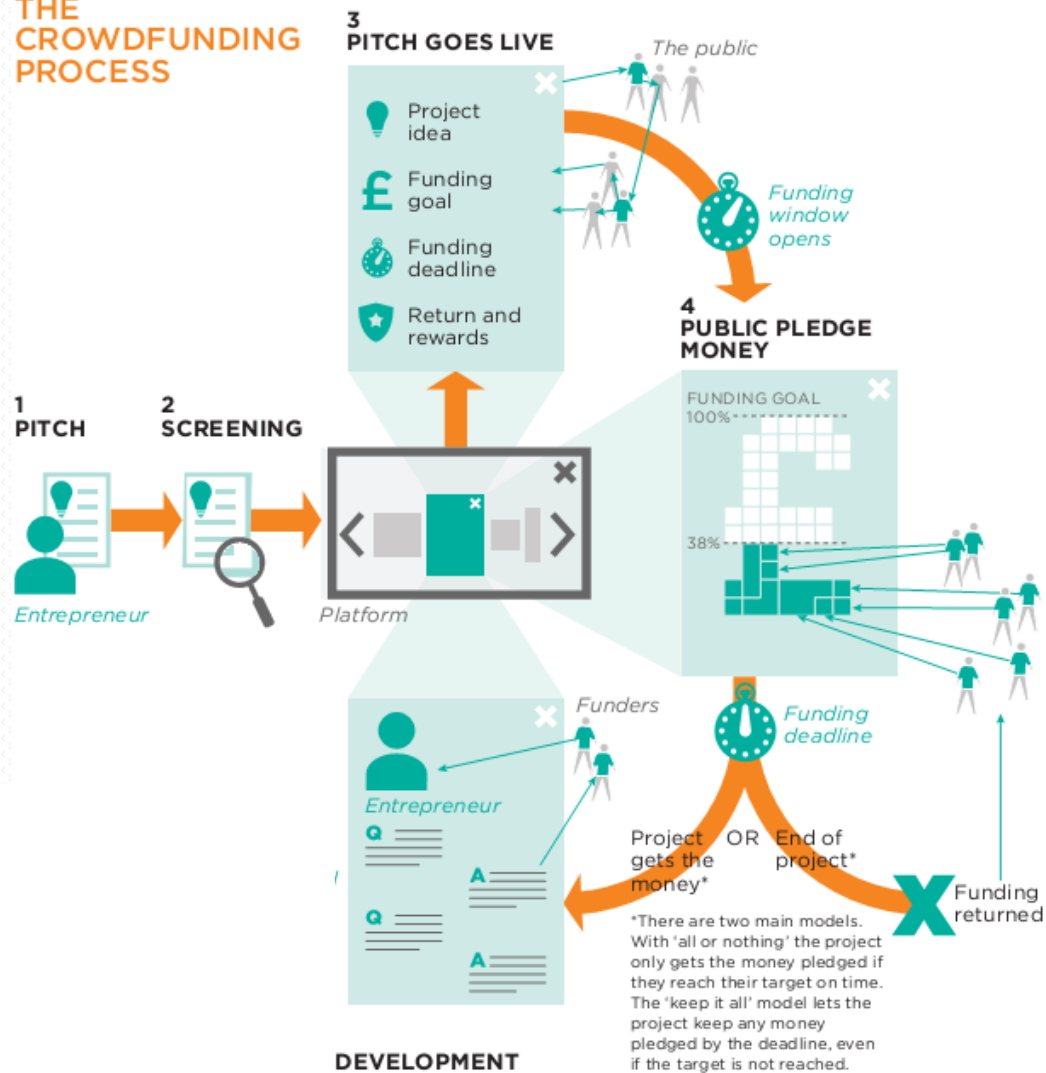 THE
CROWDFUNDING
PROCESS
3
PITCH GOES LIVE
The public
Project
idea
Funding
goal
Funding
deadline
Return and
rewards
Funding
window
opens
4
PUBLIC PLEDGE
MONEY
FUNDING GOAL
100%
38%
1
PITCH
2
SCREENING
Entrepreneur
Platform
Funding
deadline
Funders
Entrepreneur
Q
A
Q
A
Project
gets the
money*
OR
End of
project*
Funding
returned
*There are two main models.
With ‘all or nothing’ the project
only gets the money pledged if
they reach their target on time.
The ‘keep it all’ model lets the
project keep any money
pledged by the deadline, even
if the target is not reached.
DEVELOPMENT